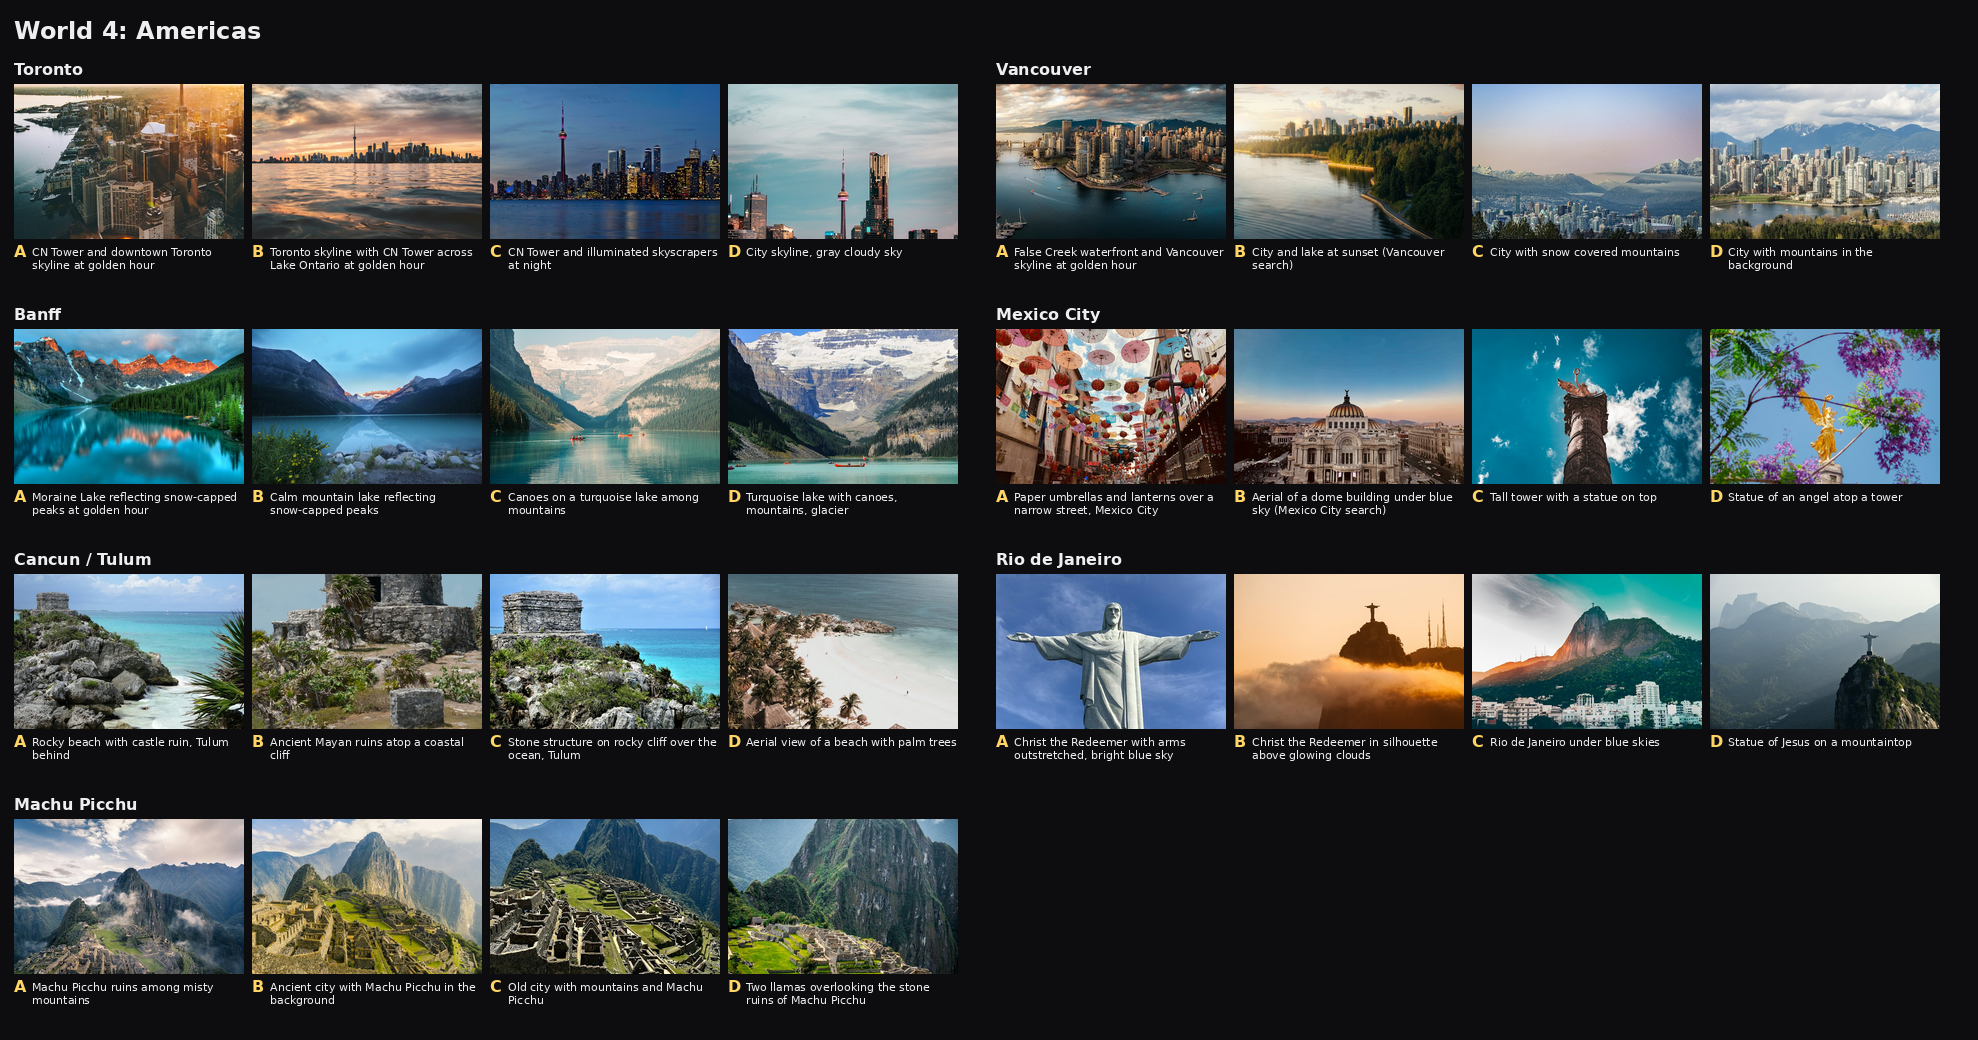 World 4: Americas
Toronto
A CN Tower and downtown Toronto
skyline at golden hour
B Toronto skyline with CN Tower across
Lake Ontario at golden hour
C CN Tower and illuminated skyscrapers
at night
D City skyline, gray cloudy sky
Vancouver
A False Creek waterfront and Vancouver
skyline at golden hour
B City and lake at sunset (Vancouver
search)
C City with snow covered mountains
D City with mountains in the
background
Banff
A Moraine Lake reflecting snow-capped
peaks at golden hour
B Calm mountain lake reflecting
snow-capped peaks
C Canoes on a turquoise lake among
mountains
D Turquoise lake with canoes,
mountains, glacier
Mexico City
A Paper umbrellas and lanterns over a
narrow street, Mexico City
B Aerial of a dome building under blue
sky (Mexico City search)
C Tall tower with a statue on top
D Statue of an angel atop a tower
Cancun / Tulum
A Rocky beach with castle ruin, Tulum
behind
B Ancient Mayan ruins atop a coastal
cliff
C Stone structure on rocky cliff over the
ocean, Tulum
D Aerial view of a beach with palm trees
Rio de Janeiro
A Christ the Redeemer with arms
outstretched, bright blue sky
B Christ the Redeemer in silhouette
above glowing clouds
C Rio de Janeiro under blue skies
D Statue of Jesus on a mountaintop
Machu Picchu
A Machu Picchu ruins among misty
mountains
B Ancient city with Machu Picchu in the
background
C Old city with mountains and Machu
Picchu
D Two llamas overlooking the stone
ruins of Machu Picchu